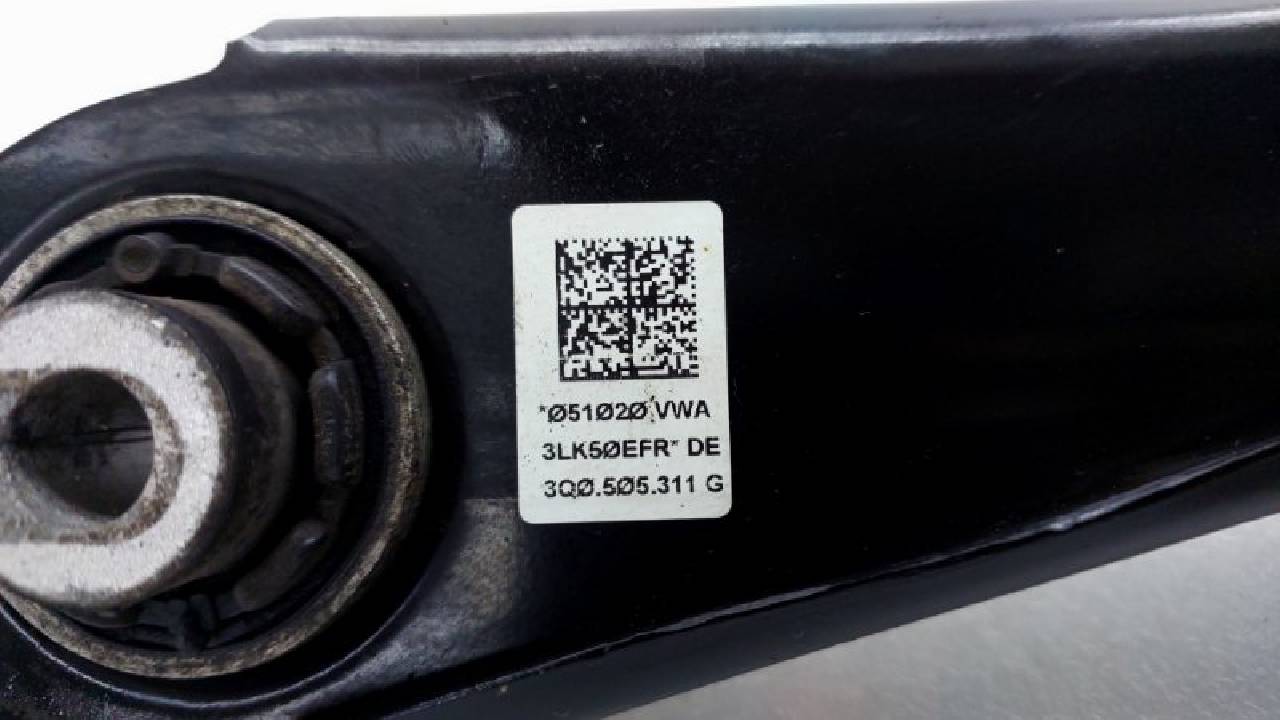 *Ø51Ø2Ø VWA
3LK5ØEFR* DE
3QØ.5Ø5.311 G